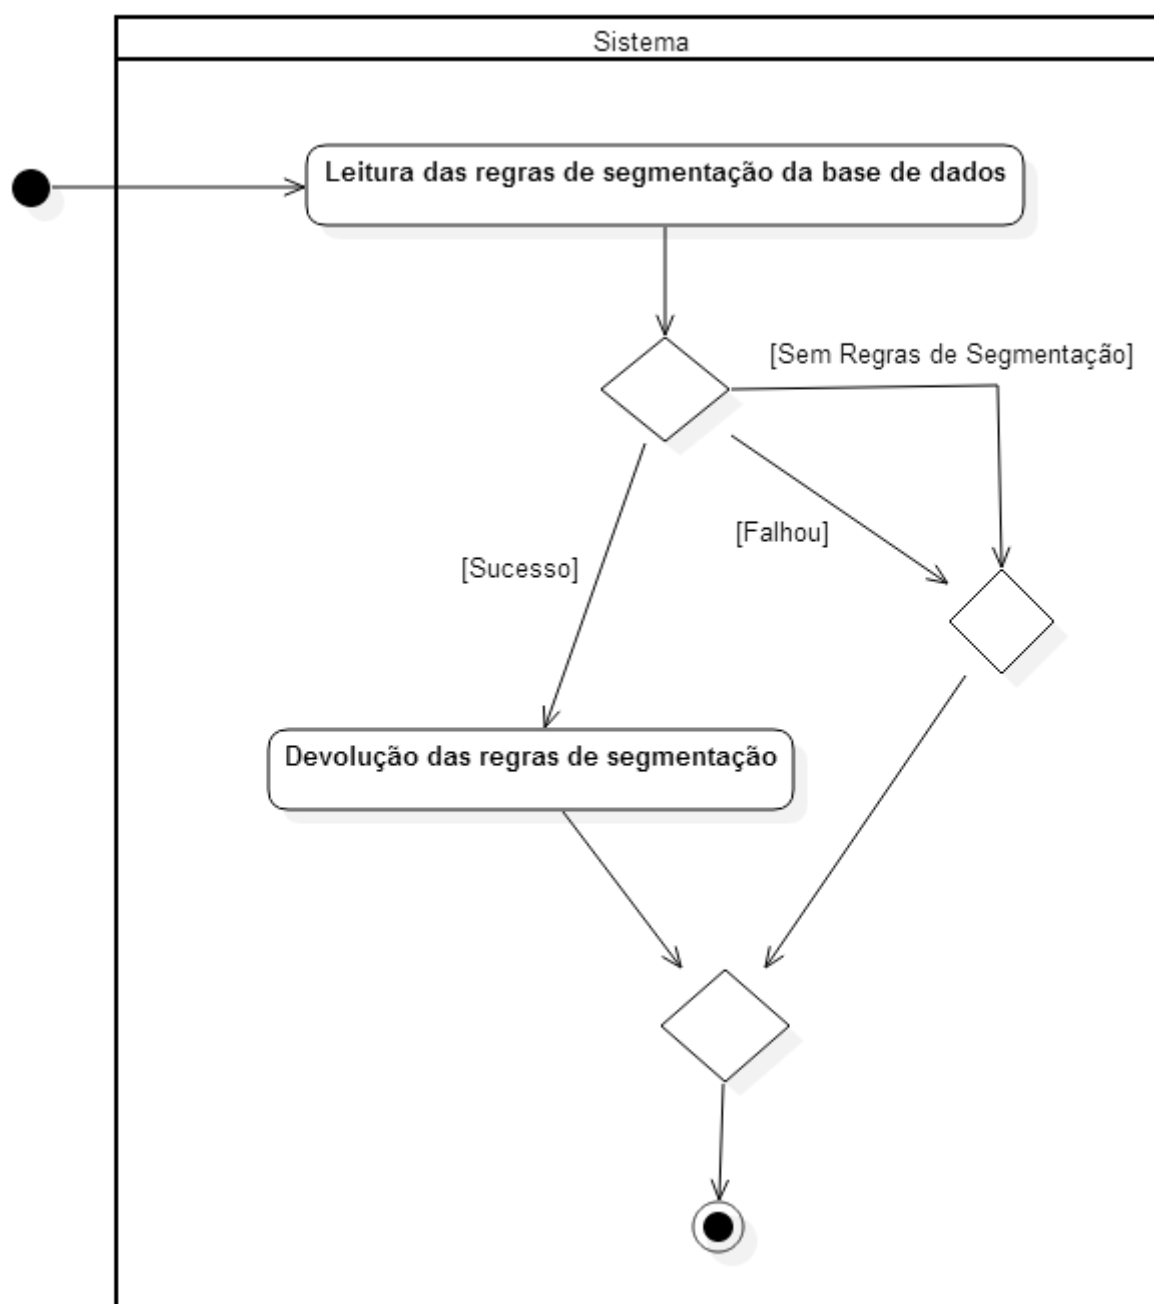 Sistema
Leitura das regras de segmentação da base de dados
[Sem Regras de Segmentação]
[Falhou]
[Sucesso]
Devolução das regras de segmentação